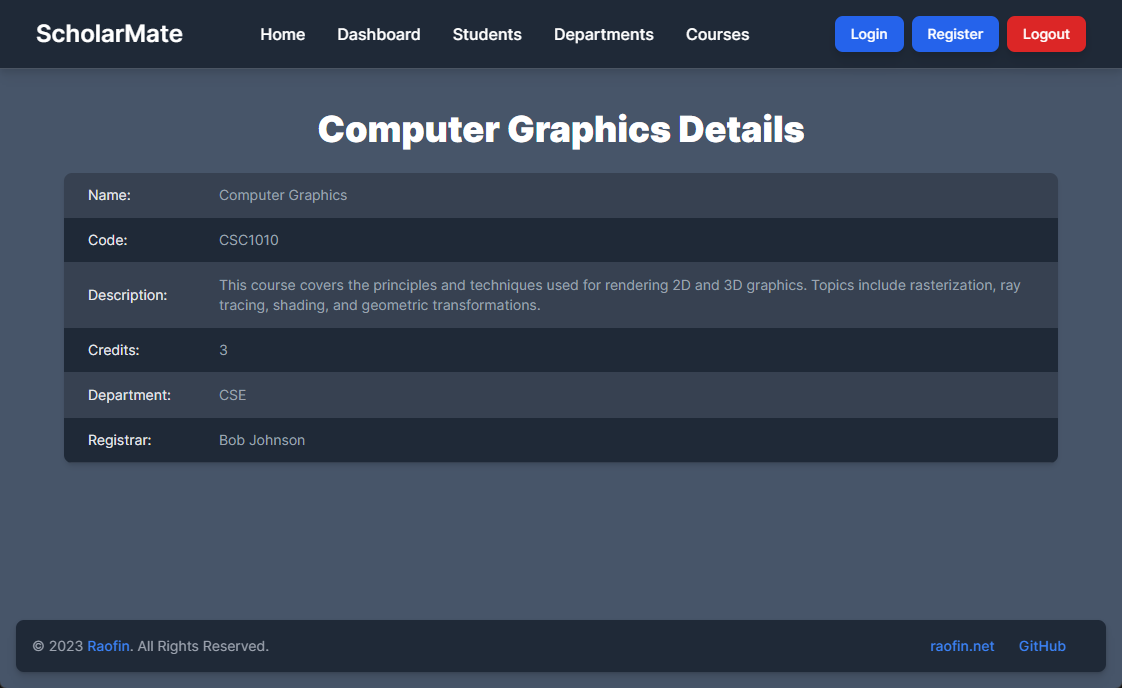 ScholarMate Home Dashboard Students Departments Courses Login Register Logout
Computer Graphics Details
Name: Computer Graphics
Code: CSC1010
Description: This course covers the principles and techniques used for rendering 2D and 3D graphics. Topics include rasterization, ray
tracing, shading, and geometric transformations.
Credits: 3
Department: CSE
Registrar: Bob Johnson
© 2023 Raofin. All Rights Reserved. raofin.net GitHub